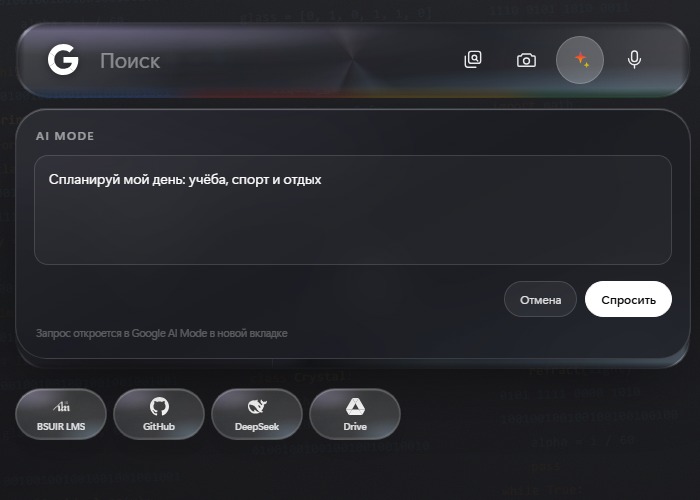 Поиск
AI MODE
Спланируй мой день: учёба, спорт и отдых
Отмена
Спросить
Запрос откроется в Google AI Mode в новой вкладке
BSUIR LMS
GitHub
DeepSeek
Drive